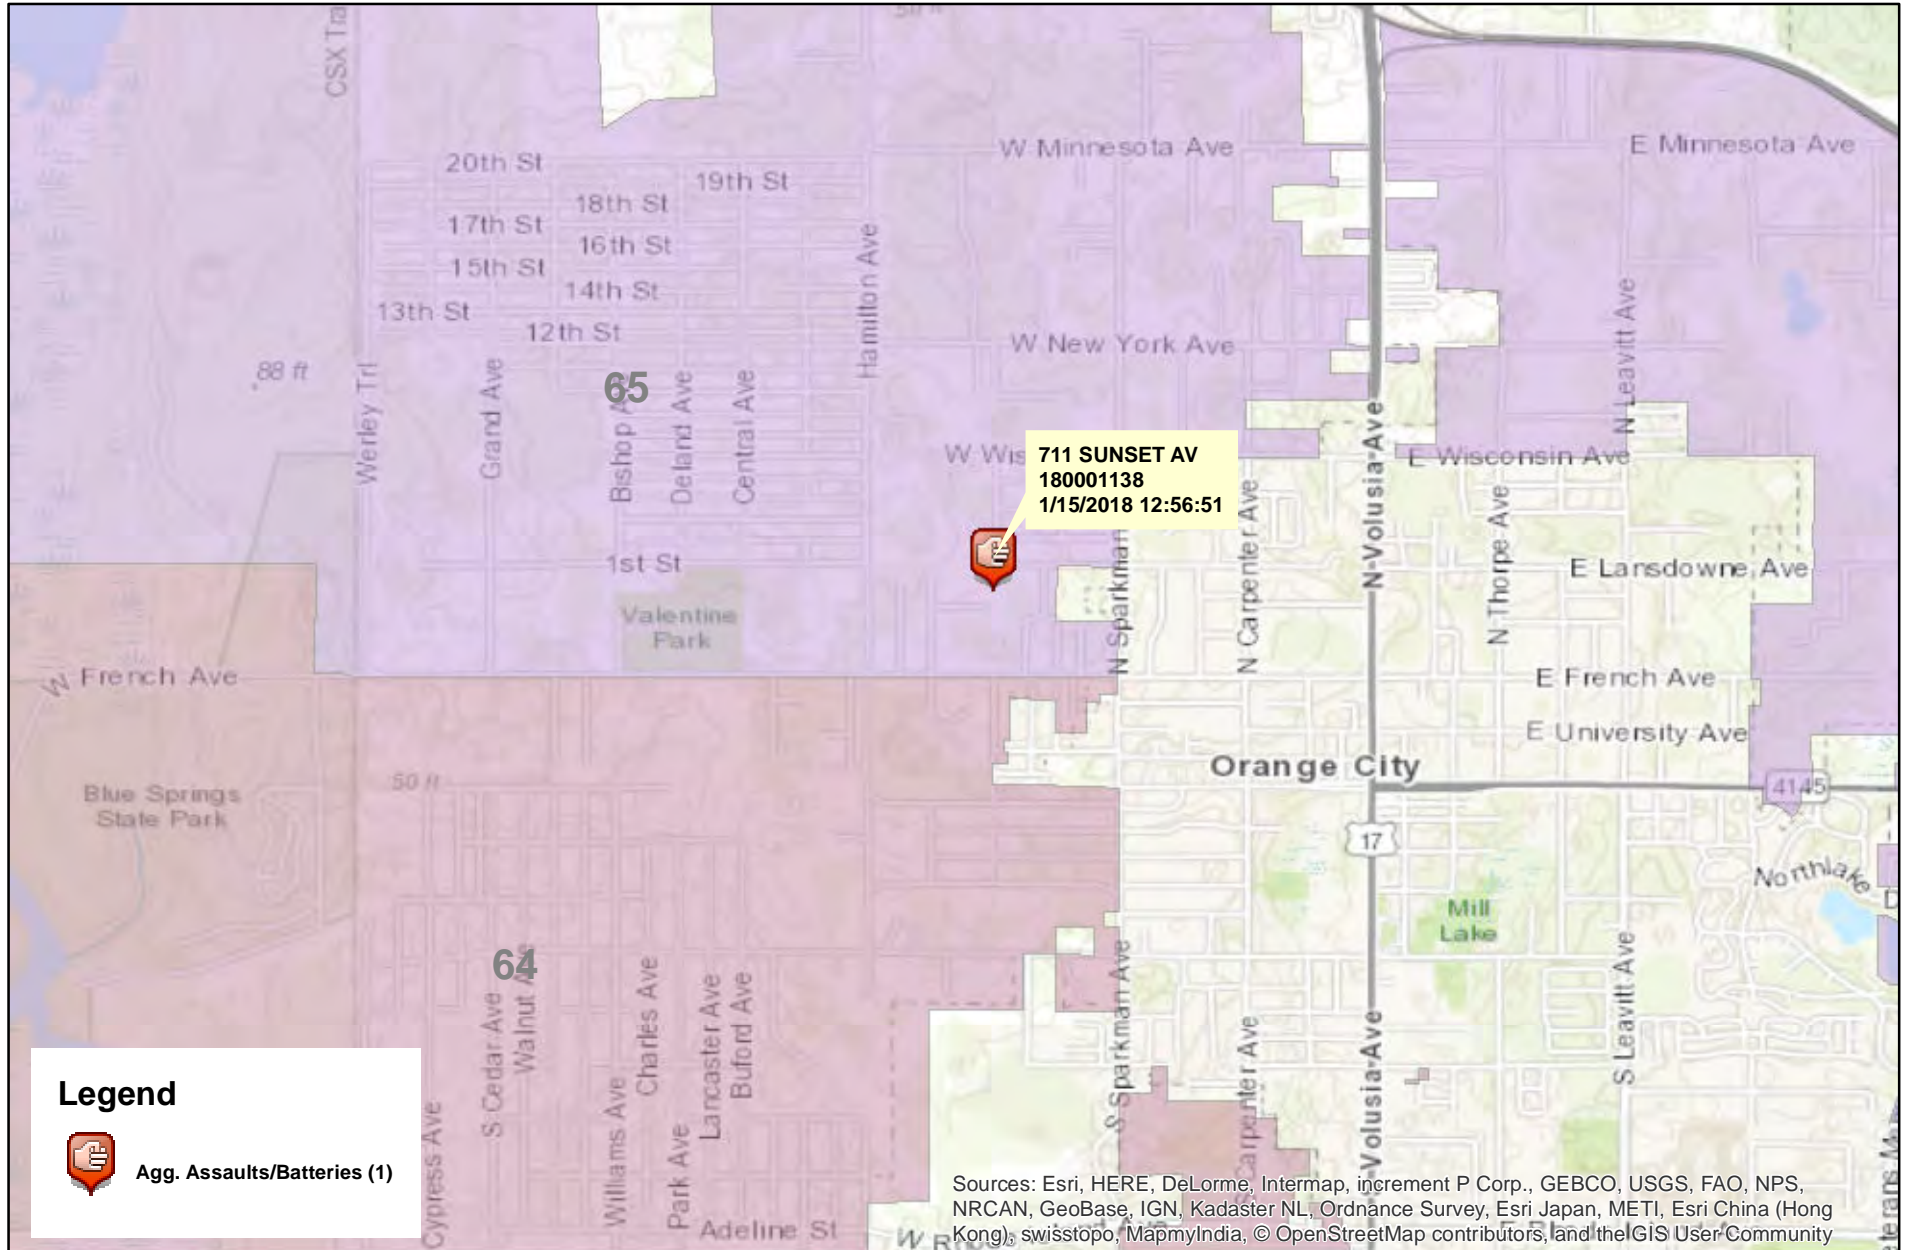 50 ft
CSX Tra
W Minnesota Ave
E Minnesota Ave
20th St
19th St
18th St
17th St
16th St
15th St
14th St
13th St
12th St
Hamilton Ave
W New York Ave
N Leavitt Ave
88 ft
65
Werley Trl
Grand Ave
Bishop A
Deland Ave
Central Ave
W Wis
711 SUNSET AV
180001138
1/15/2018 12:56:51
N Volusia Ave
E Wisconsin Ave
N Sparkman
N Carpenter Ave
N Thorpe Ave
1st St
E Lansdowne Ave
Valentine
Park
W French Ave
E French Ave
E University Ave
Orange City
50 ft
Blue Springs
State Park
4145
17
Northlake
D
Mill
Lake
64
S Cedar Ave
Walnut A
Charles Ave
Lancaster Ave
Buford Ave
S Sparkman Ave
S Leavitt Ave
Cypress Ave
Williams Ave
Park Ave
Adeline St
S Carpenter Ave
S Volusia Ave
Legend
Agg. Assaults/Batteries (1)
Sources: Esri, HERE, DeLorme, Intermap, increment P Corp., GEBCO, USGS, FAO, NPS,
NRCAN, GeoBase, IGN, Kadaster NL, Ordnance Survey, Esri Japan, METI, Esri China (Hong
Kong), swisstopo, MapmyIndia, © OpenStreetMap contributors, and the GIS User Community